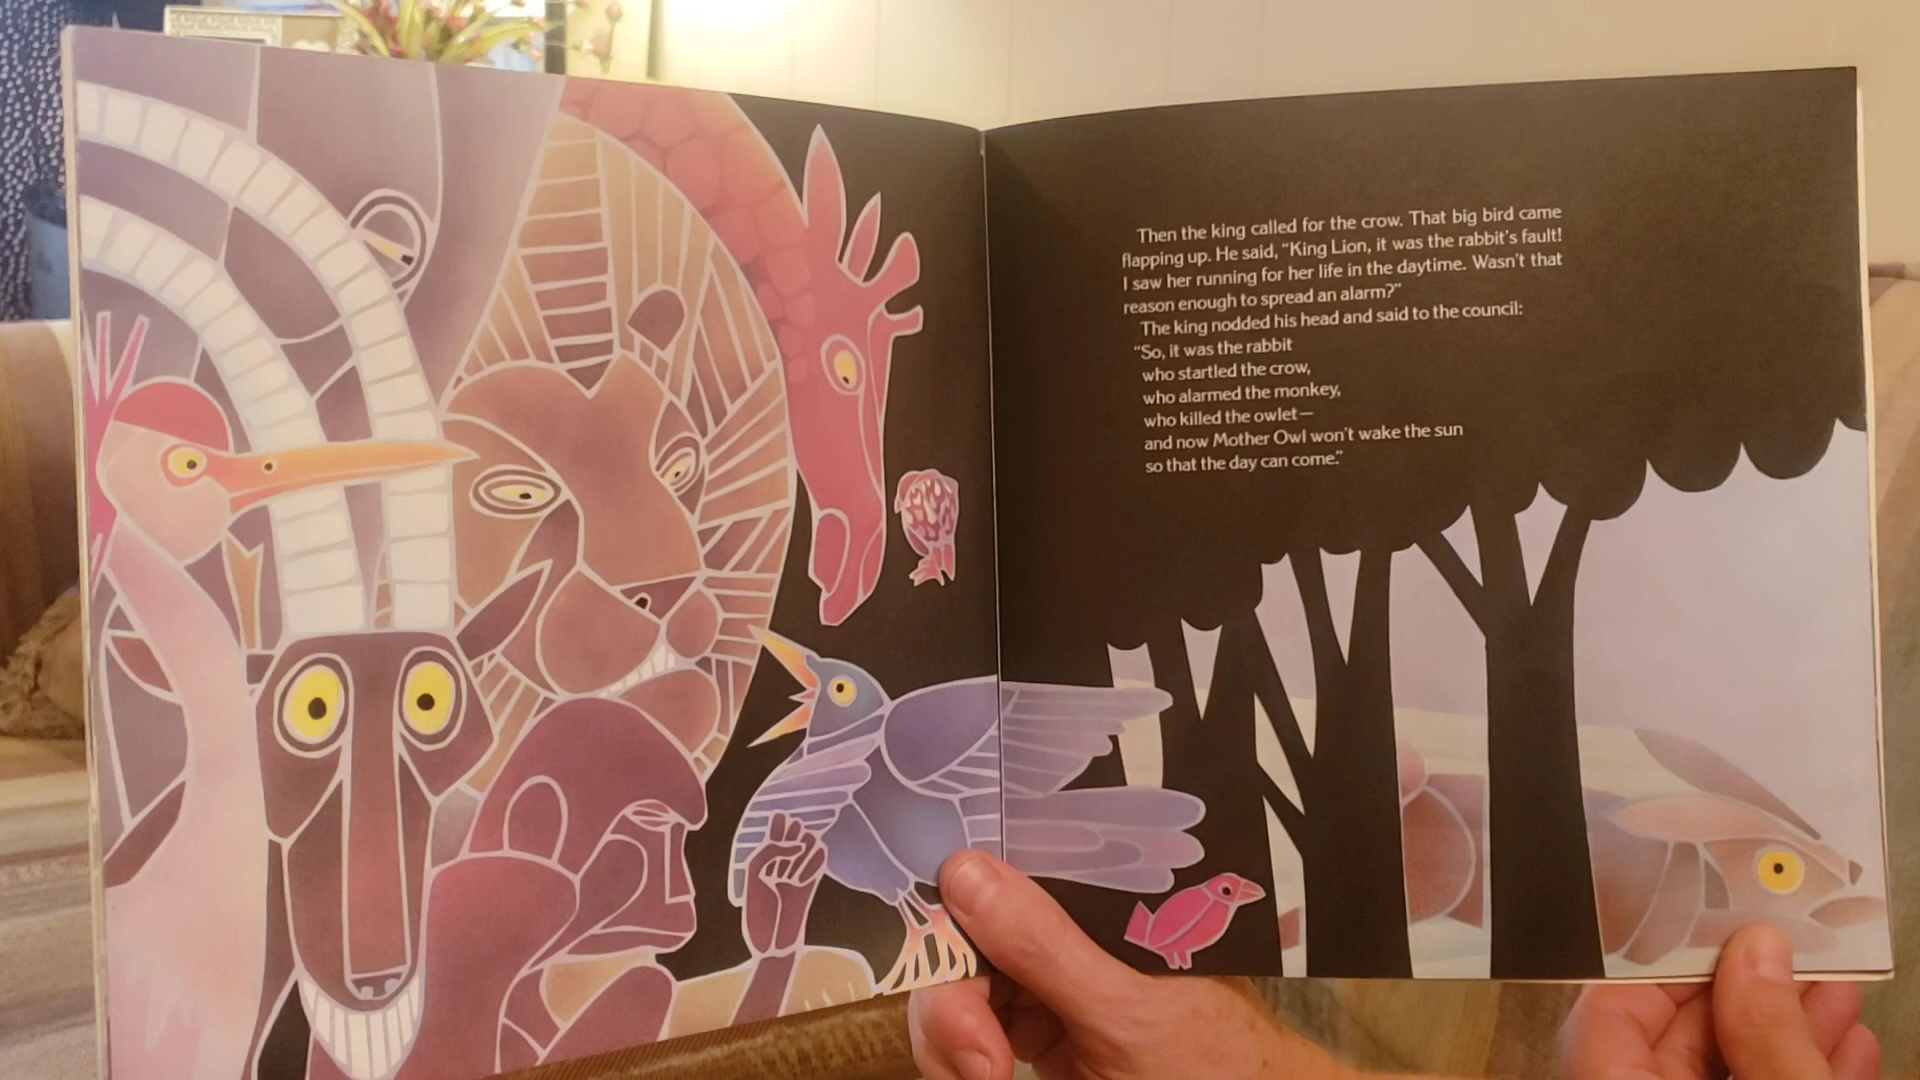 Then the king called for the crow. That big bird came
flapping up. He said, “King Lion, it was the rabbit’s fault!
I saw her running for her life in the daytime. Wasn’t that
reason enough to spread an alarm?”
The king nodded his head and said to the council:
“So, it was the rabbit
who startled the crow,
who alarmed the monkey,
who killed the owlet—
and now Mother Owl won’t wake the sun
so that the day can come.”